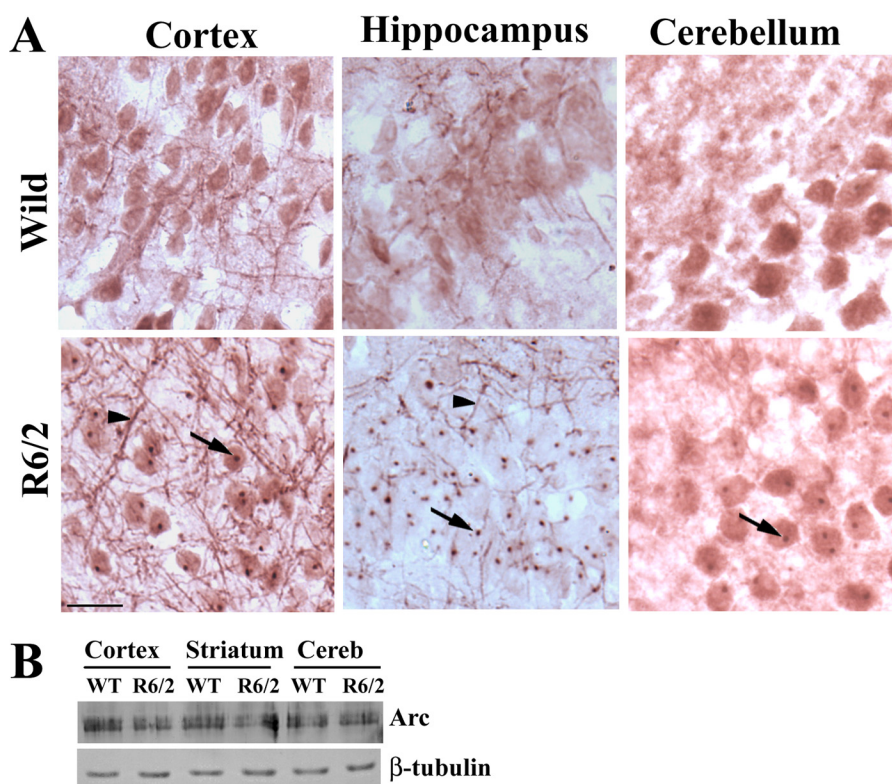 A
Cortex Hippocampus Cerebellum
Wild
R6/2
B
Cortex Striatum Cereb
WT R6/2 WT R6/2 WT R6/2
Arc
β-tubulin